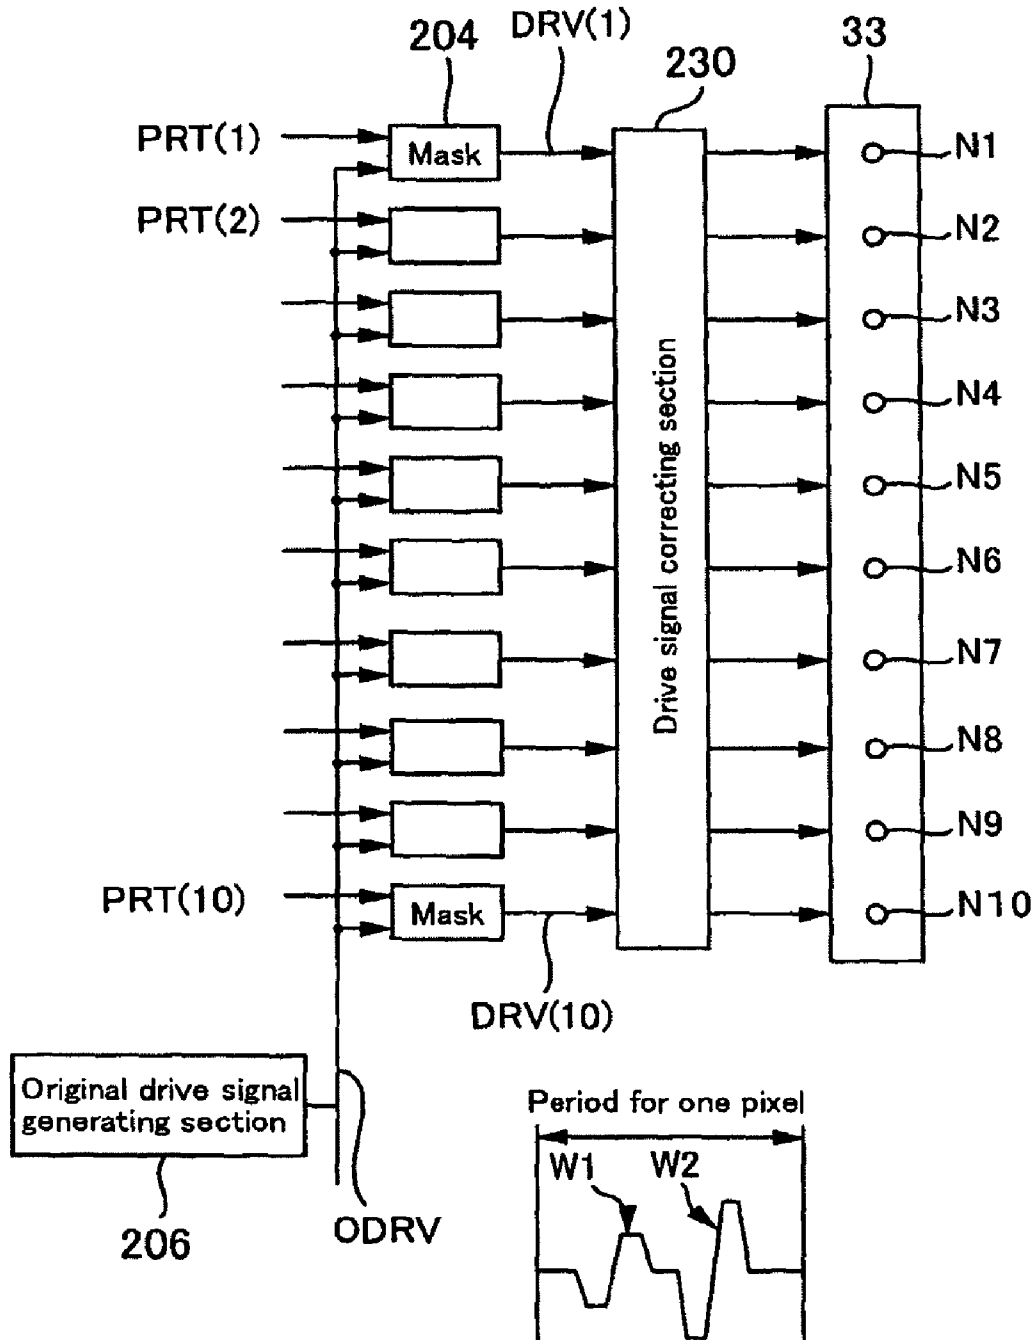 204
DRV(1)
230
33
PRT(1)
Mask
N1
PRT(2)
N2
N3
N4
N5
Drive signal correcting section
N6
N7
N8
N9
PRT(10)
Mask
N10
DRV(10)
Original drive signal
generating section
206
ODRV
Period for one pixel
W1
W2